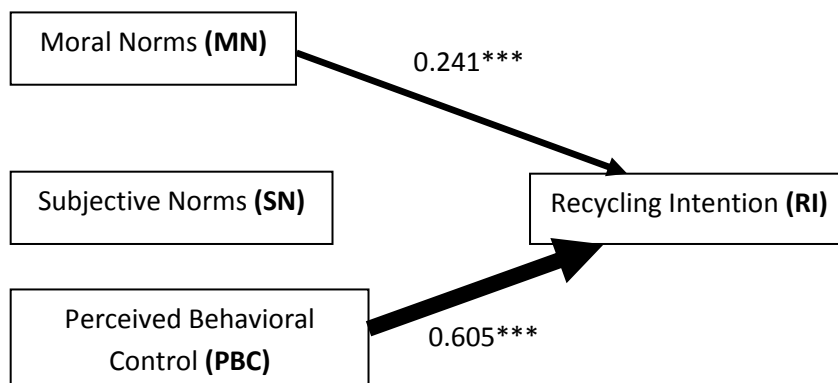 Moral Norms (MN)
0.241***
Subjective Norms (SN)
Recycling Intention (RI)
Perceived Behavioral
Control (PBC)
0.605***